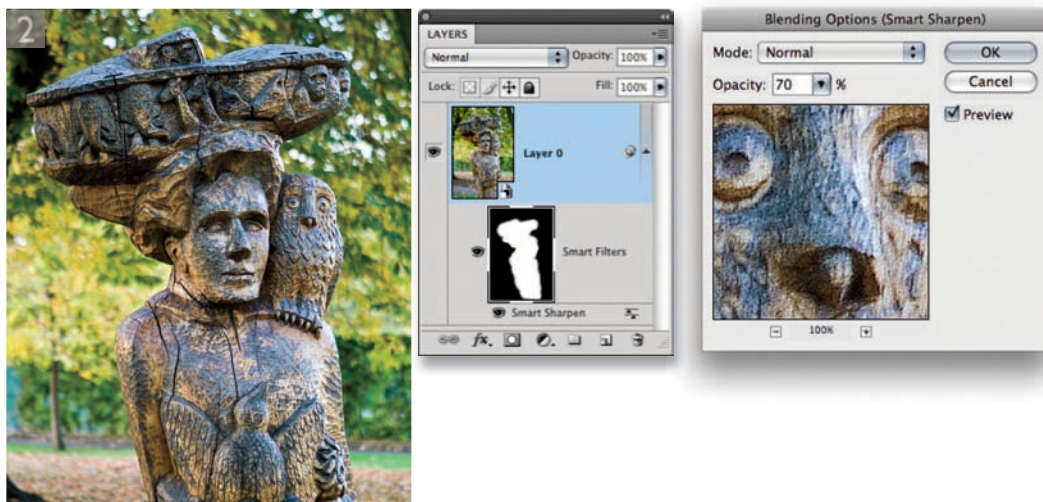 2
LAYERS
Normal Opacity: 100%
Lock: Fill: 100%
Layer 0
Smart Filters
Smart Sharpen
fx.
Blending Options (Smart Sharpen)
Mode: Normal
OK
Opacity: 70 %
Cancel
Preview
100%